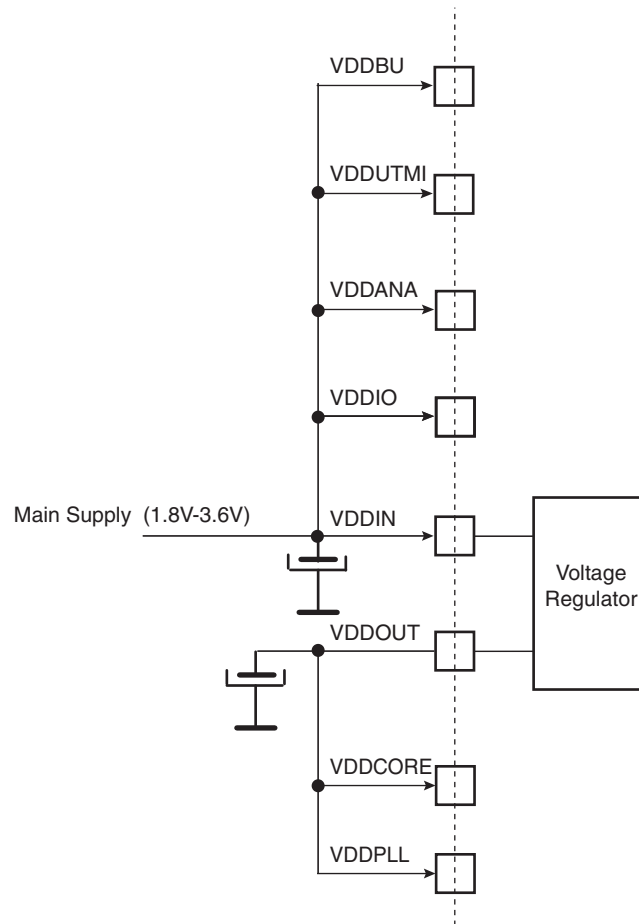 VDDBU
VDDUTMI
VDDANA
VDDIO
Main Supply (1.8V-3.6V)
VDDIN
Voltage
Regulator
VDDOUT
VDDCORE
VDDPLL